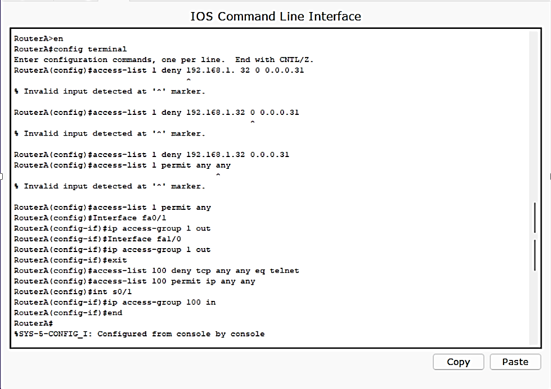 IOS Command Line Interface
RouterA>en
RouterA#config terminal
Enter configuration commands, one per line.  End with CNTL/Z.
RouterA(config)#access-list 1 deny 192.168.1. 32 0 0.0.0.31
^
% Invalid input detected at '^' marker.
RouterA(config)#access-list 1 deny 192.168.1.32 0 0.0.0.31
^
% Invalid input detected at '^' marker.
RouterA(config)#access-list 1 deny 192.168.1.32 0.0.0.31
RouterA(config)#access-list 1 permit any any
^
% Invalid input detected at '^' marker.
RouterA(config)#access-list 1 permit any
RouterA(config)#Interface fa0/1
RouterA(config-if)#ip access-group 1 out
RouterA(config-if)#Interface fa1/0
RouterA(config-if)#ip access-group 1 out
RouterA(config-if)#exit
RouterA(config)#access-list 100 deny tcp any any eq telnet
RouterA(config)#access-list 100 permit ip any any
RouterA(config)#int s0/1
RouterA(config-if)#ip access-group 100 in
RouterA(config-if)#end
RouterA#
%SYS-5-CONFIG_I: Configured from console by console
Copy
Paste